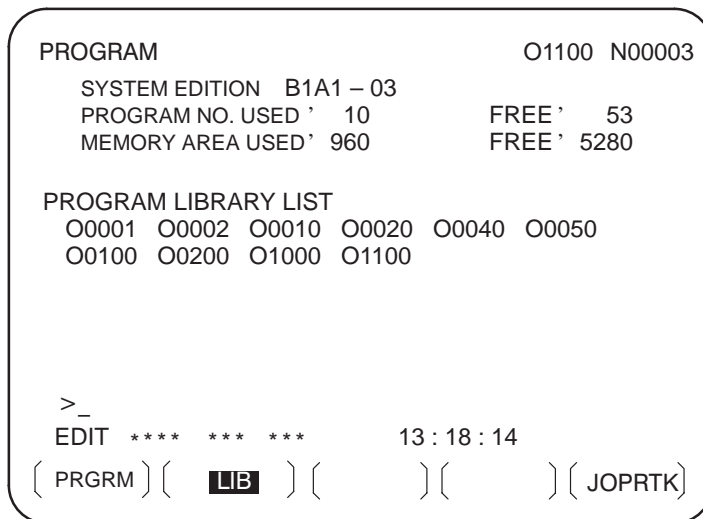 PROGRAM O1100 N00003
SYSTEM EDITION B1A1 – 03
PROGRAM NO. USED ’ 10 FREE ’ 53
MEMORY AREA USED ’ 960 FREE ’ 5280
PROGRAM LIBRARY LIST
O0001 O0002 O0010 O0020 O0040 O0050
O0100 O0200 O1000 O1100
>_
EDIT **** *** *** 13 : 18 : 14
( PRGRM ) ( LIB ) ( ) ( ) ( JOPRTK )